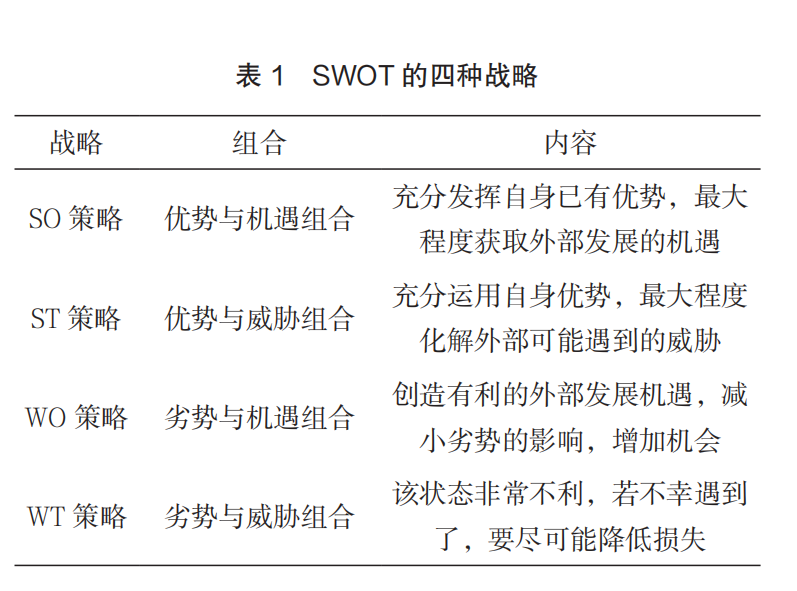 表 1 SWOT 的四种战略
战略 组合 内容
SO 策略 优势与机遇组合 充分发挥自身已有优势，最大
程度获取外部发展的机遇
ST 策略 优势与威胁组合 充分运用自身优势，最大程度
化解外部可能遇到的威胁
WO 策略 劣势与机遇组合 创造有利的外部发展机遇，减
小劣势的影响，增加机会
WT 策略 劣势与威胁组合 该状态非常不利，若不幸遇到
了，要尽可能降低损失